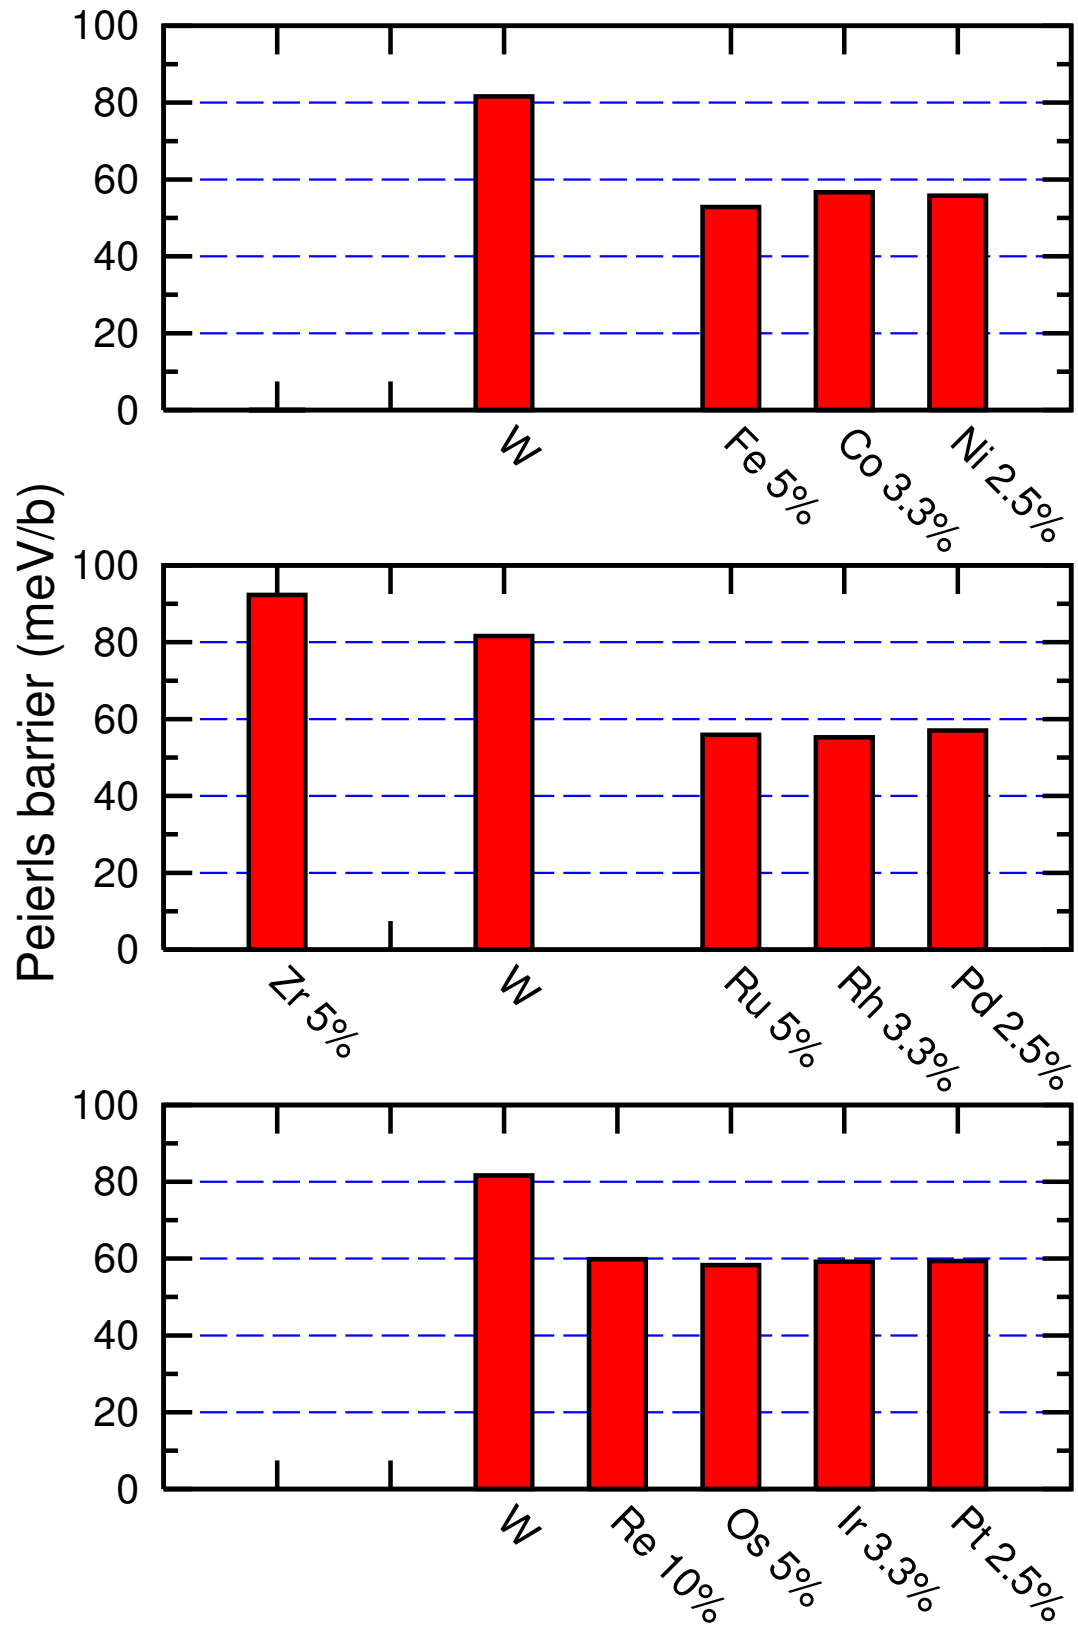 Peierls barrier (meV/b)
100
80
60
40
20
0
W
Fe 5%
Co 3.3%
Ni 2.5%
100
80
60
40
20
0
Zr 5%
W
Ru 5%
Rh 3.3%
Pd 2.5%
100
80
60
40
20
0
W
Re 10%
Os 5%
Ir 3.3%
Pt 2.5%